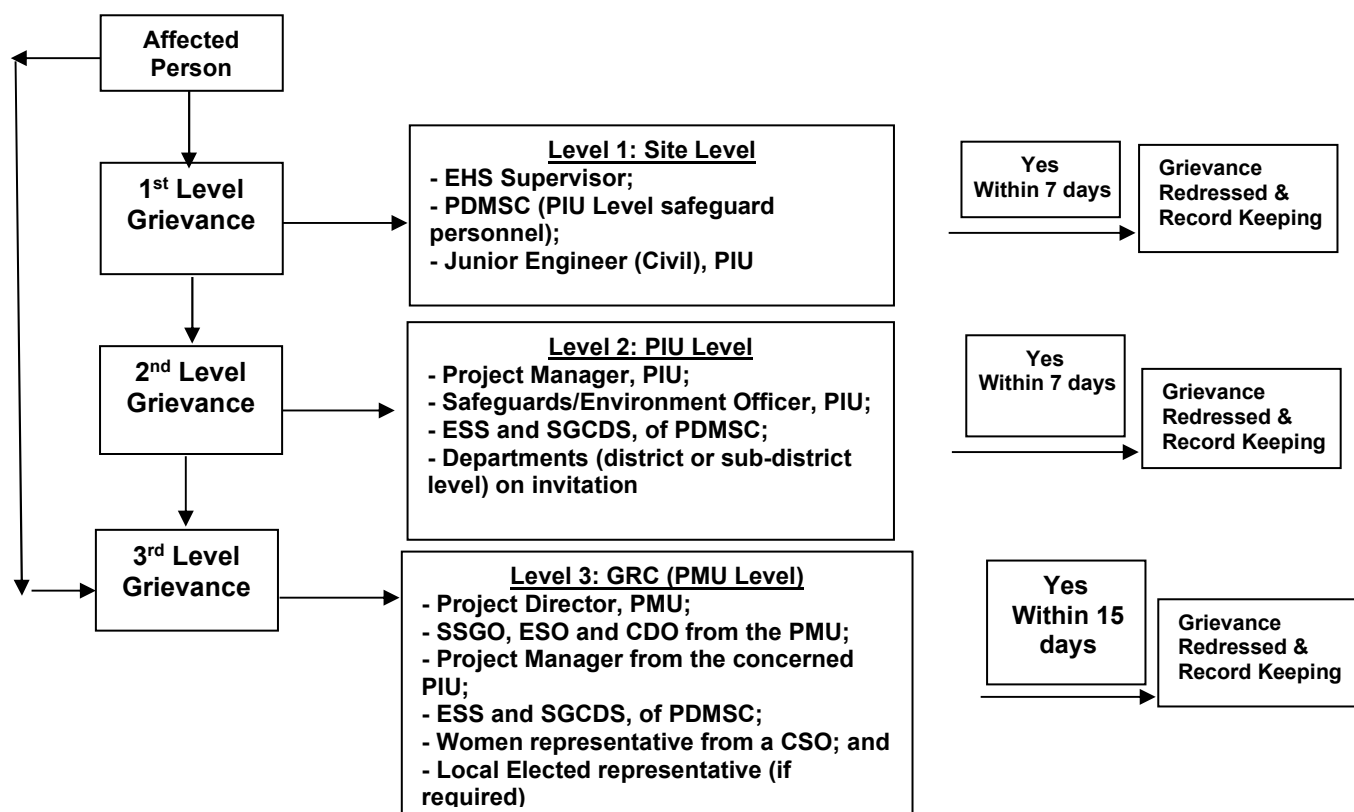 Affected
Person
1st Level
Grievance
Level 1: Site Level
- EHS Supervisor;
- PDMSC (PIU Level safeguard
personnel);
- Junior Engineer (Civil), PIU
Yes
Within 7 days
Grievance
Redressed &
Record Keeping
2nd Level
Grievance
Level 2: PIU Level
- Project Manager, PIU;
- Safeguards/Environment Officer, PIU;
- ESS and SGCDS, of PDMSC;
- Departments (district or sub-district
level) on invitation
Yes
Within 7 days
Grievance
Redressed &
Record Keeping
3rd Level
Grievance
Level 3: GRC (PMU Level)
- Project Director, PMU;
- SSGO, ESO and CDO from the PMU;
- Project Manager from the concerned
PIU;
- ESS and SGCDS, of PDMSC;
- Women representative from a CSO; and
- Local Elected representative (if
required)
Yes
Within 15
days
Grievance
Redressed &
Record Keeping